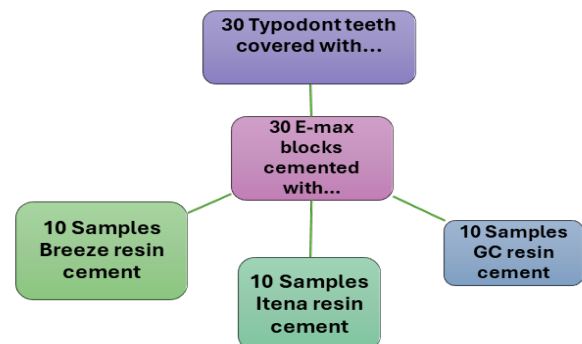 30 Typodont teeth
covered with...
30 E-max
blocks
cemented
with...
10 Samples
Breeze resin
cement
10 Samples
Itena resin
cement
10 Samples
GC resin
cement